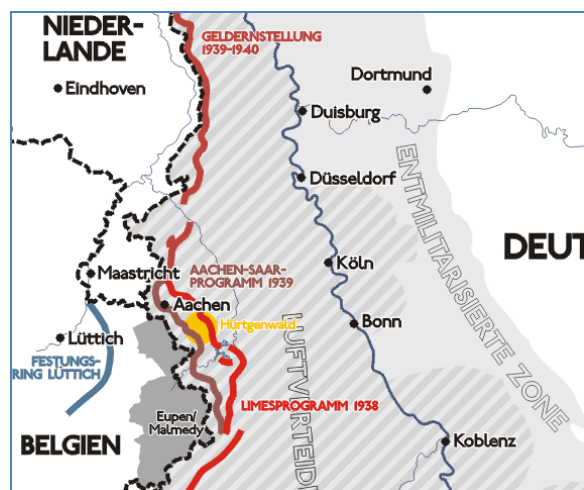 NIEDER-
LANDE
GELDERNSTELLUNG
1939-1940
Eindhoven
Dortmund
Duisburg
Düsseldorf
ENTMILITARISIERTE ZONE
DEUT
Köln
Maastricht
AACHEN-SAAR-
PROGRAMM 1939
Aachen
Hürtgenwald
Bonn
Lüttich
FESTUNGS-
RING LÜTTICH
LUFTVERTEID
LIMESPROGRAMM 1938
Eupen/
Malmedy
BELGIEN
Koblenz